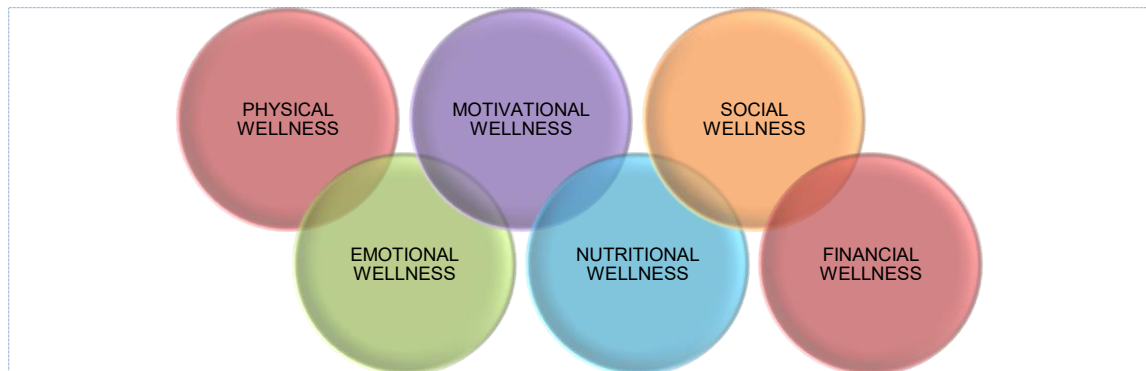 PHYSICAL
WELLNESS
MOTIVATIONAL
WELLNESS
SOCIAL
WELLNESS
EMOTIONAL
WELLNESS
NUTRITIONAL
WELLNESS
FINANCIAL
WELLNESS